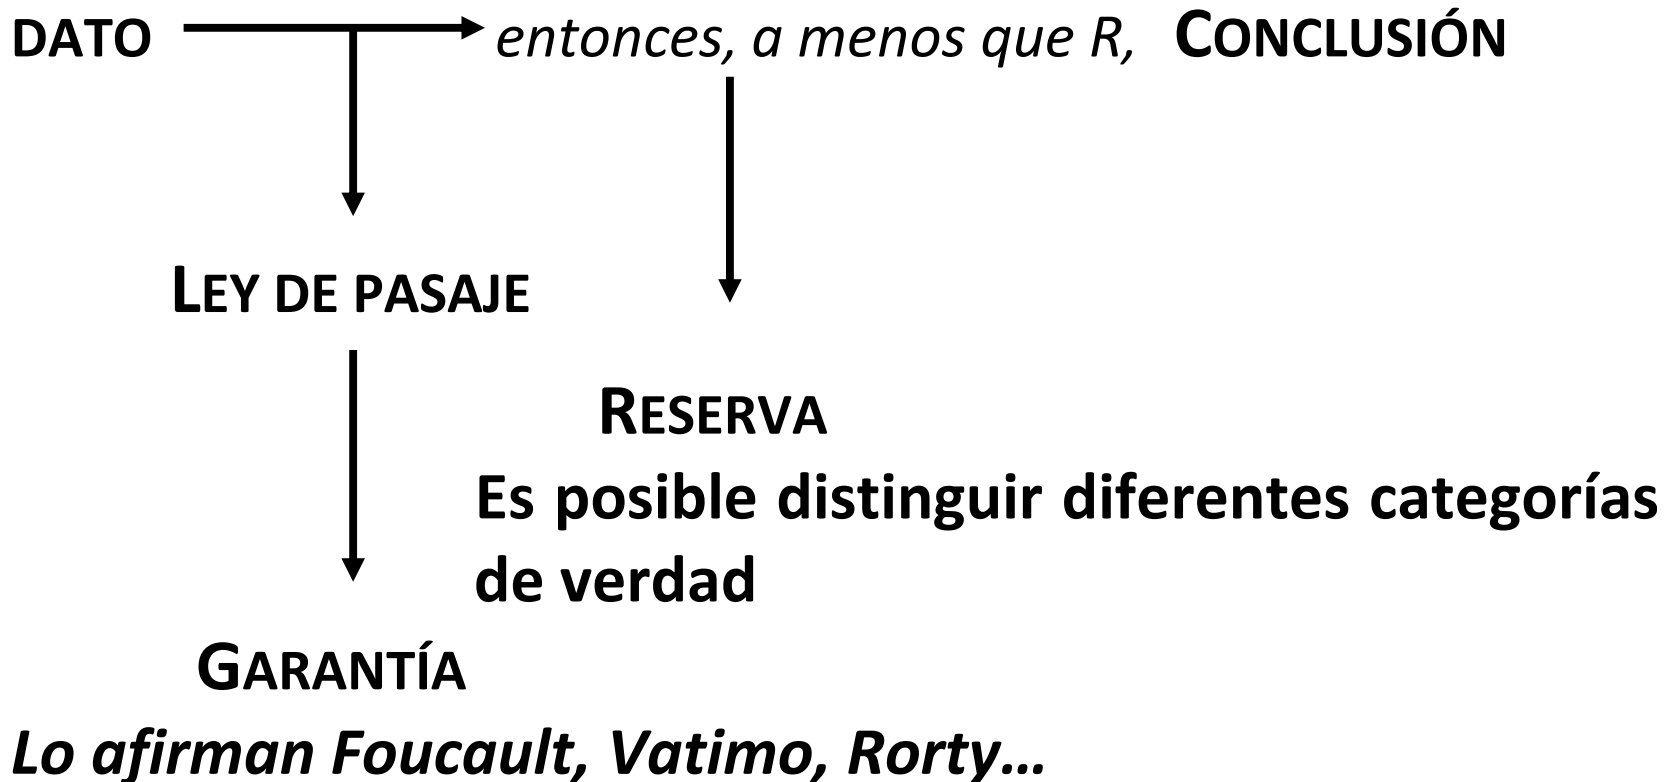 DATO entonces, a menos que R, CONCLUSIÓN
LEY DE PASAJE
RESERVA
Es posible distinguir diferentes categorías
de verdad
GARANTÍA
Lo afirman Foucault, Vatimo, Rorty...